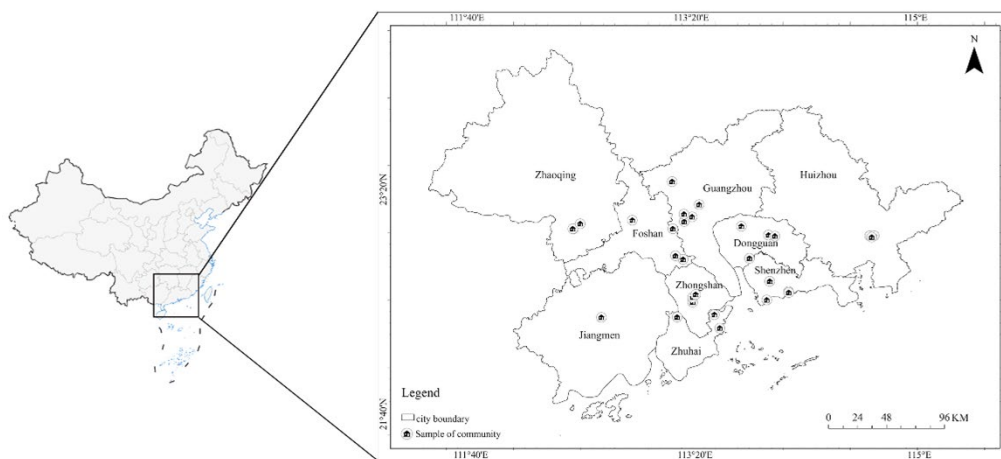 111°40'E
113°20'E
115°E
N
23°20'N
Zhaoqing
Guangzhou
Huizhou
Foshan
Dongguan
Shenzhen
Zhongshan
Jiangmen
Zhuhai
Legend
city boundary
Sample of community
0 24 48 96 KM
21°40'N
111°40'E
113°20'E
115°E